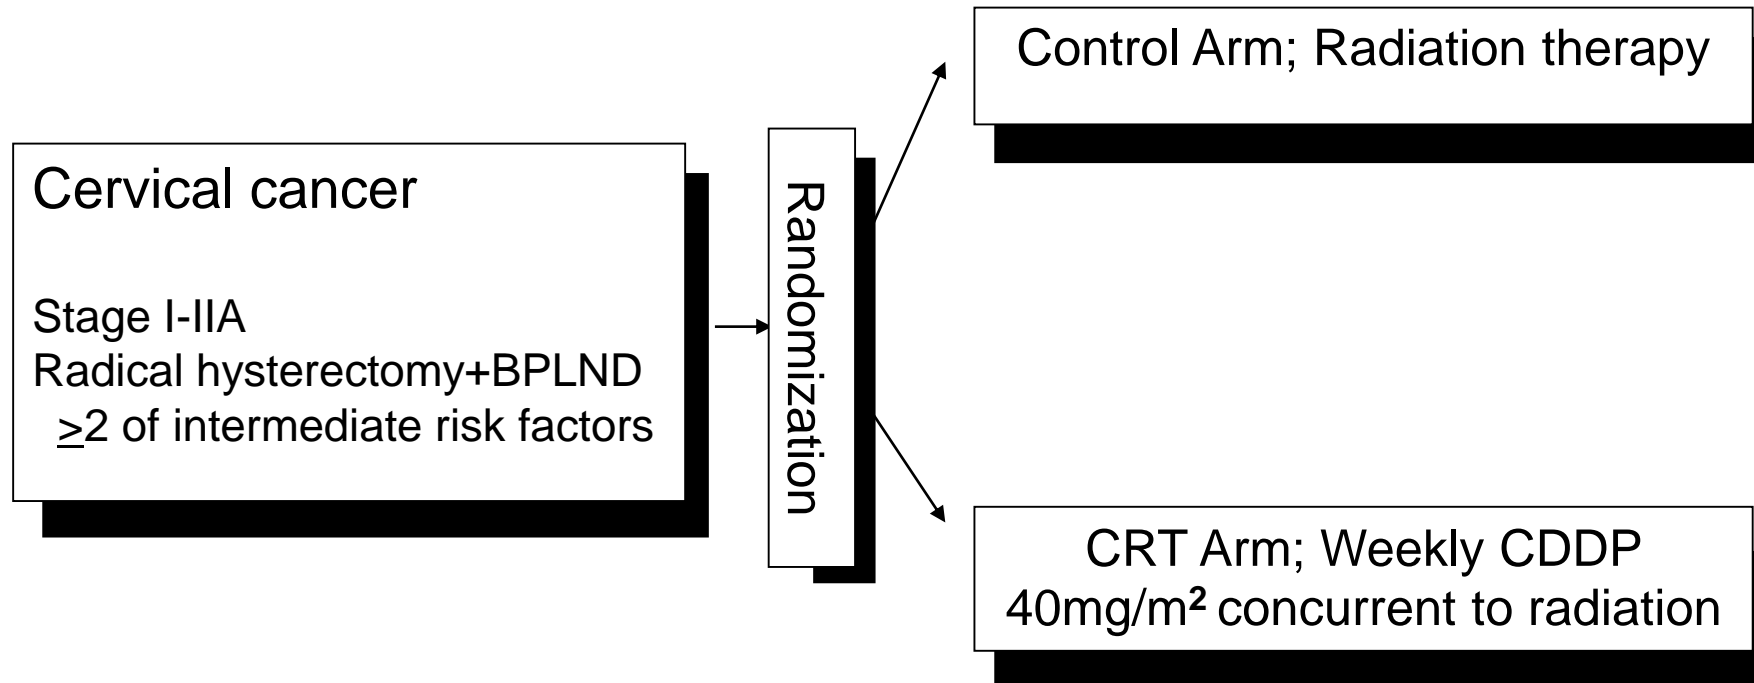 Cervical cancer
Stage I-IIA
Radical hysterectomy+BPLND
≥2 of intermediate risk factors
Randomization
Control Arm; Radiation therapy
CRT Arm; Weekly CDDP
40mg/m² concurrent to radiation